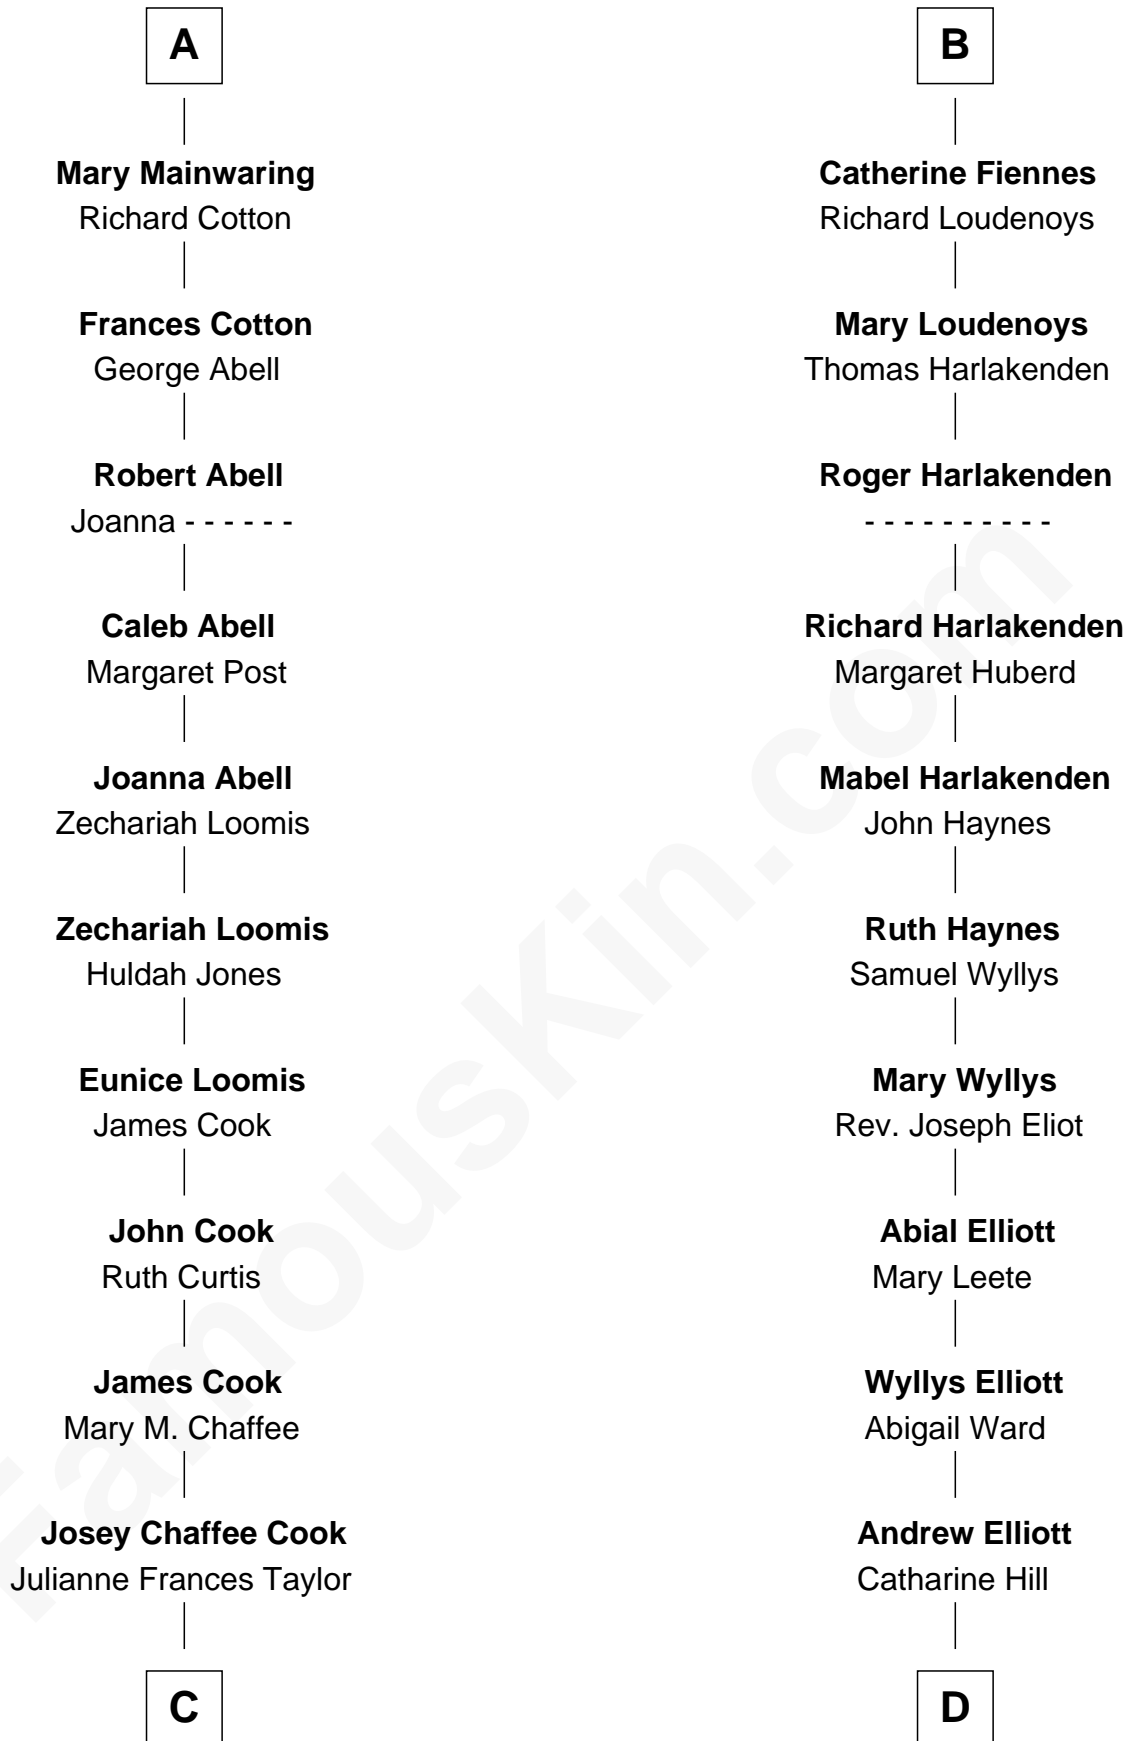 A
Mary Mainwaring
Richard Cotton
Frances Cotton
George Abell
Robert Abell
Joanna - - - - - -
Caleb Abell
Margaret Post
Joanna Abell
Zechariah Loomis
Zechariah Loomis
Huldah Jones
Eunice Loomis
James Cook
John Cook
Ruth Curtis
James Cook
Mary M. Chaffee
Josey Chaffee Cook
Julianne Frances Taylor
C
B
Catherine Fiennes
Richard Loudenoys
Mary Loudenoys
Thomas Harlakenden
Roger Harlakenden
- - - - - - - - - -
Richard Harlakenden
Margaret Huberd
Mabel Harlakenden
John Haynes
Ruth Haynes
Samuel Wyllys
Mary Wyllys
Rev. Joseph Eliot
Abial Elliott
Mary Leete
Wyllys Elliott
Abigail Ward
Andrew Elliott
Catharine Hill
D
FamousKin.com